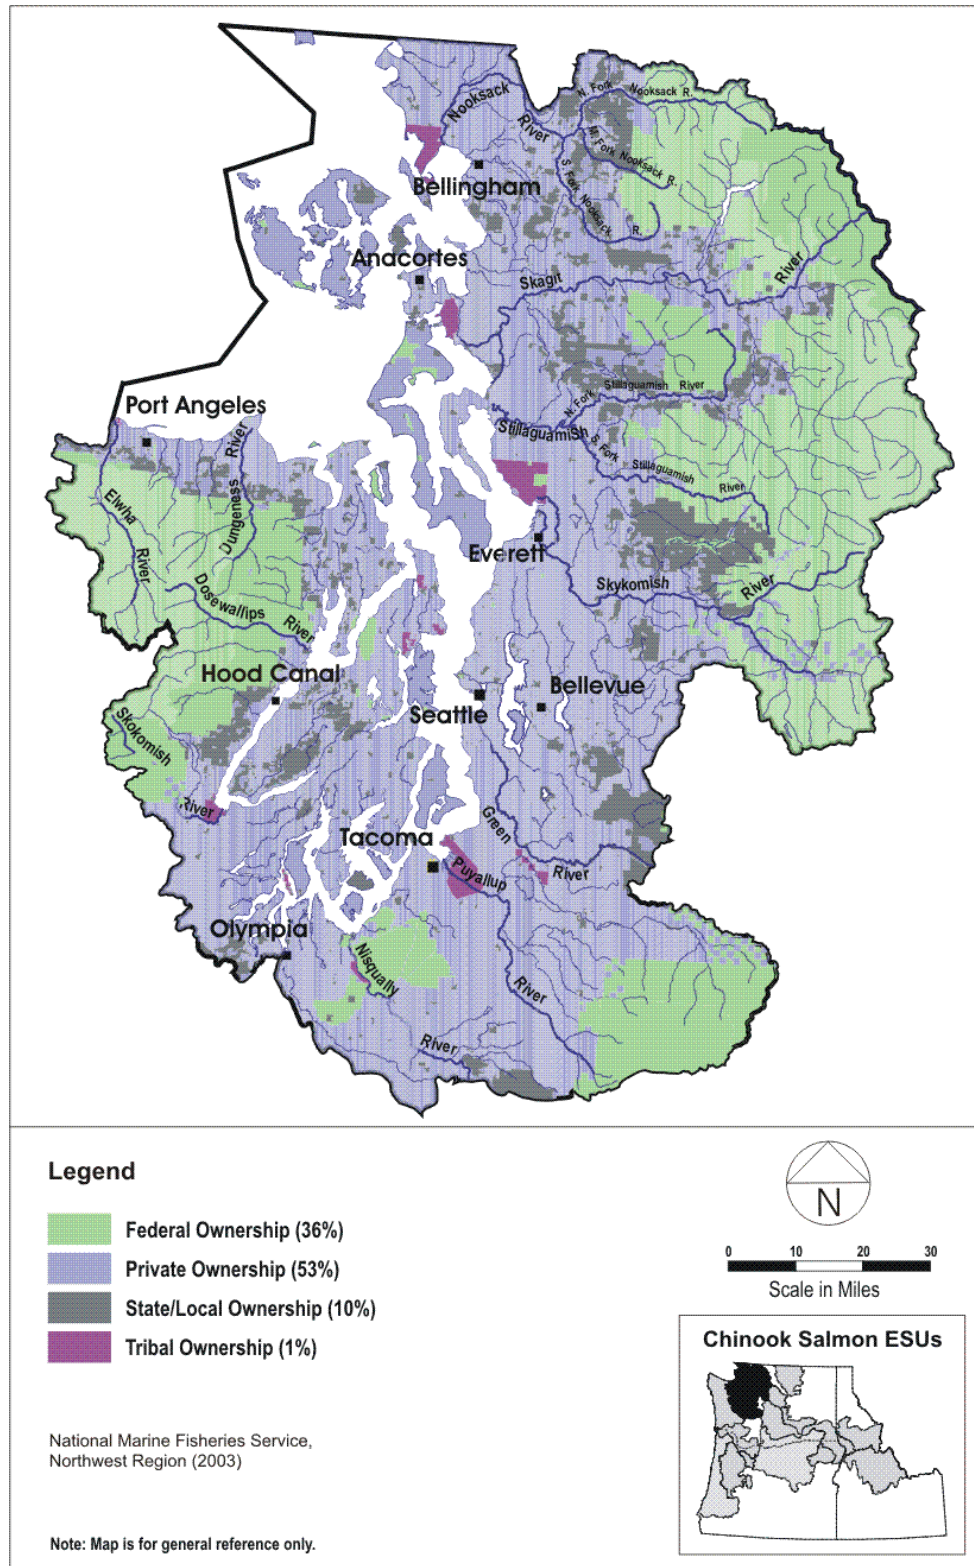 Nooksack
River
N. Fork
Nooksack R.
M. Fork Nooksack R.
S. Fork Nooksack R.
Bellingham
Anacortes
Skagit
River
Port Angeles
N. Fork
Stillaguamish River
Stillaguamish
S. Fork
Stillaguamish
River
Elwha
River
Dungenass
River
Everett
Skykomish
River
Dosewallips
River
Hood Canal
Bellevue
Seattle
Skokomish
River
Tacoma
Green
River
Puyallup
River
Olympia
Nisqually
River
Legend
Federal Ownership (36%)
Private Ownership (53%)
State/Local Ownership (10%)
Tribal Ownership (1%)
N
0 10 20 30
Scale in Miles
Chinook Salmon ESUs
National Marine Fisheries Service,
Northwest Region (2003)
Note: Map is for general reference only.